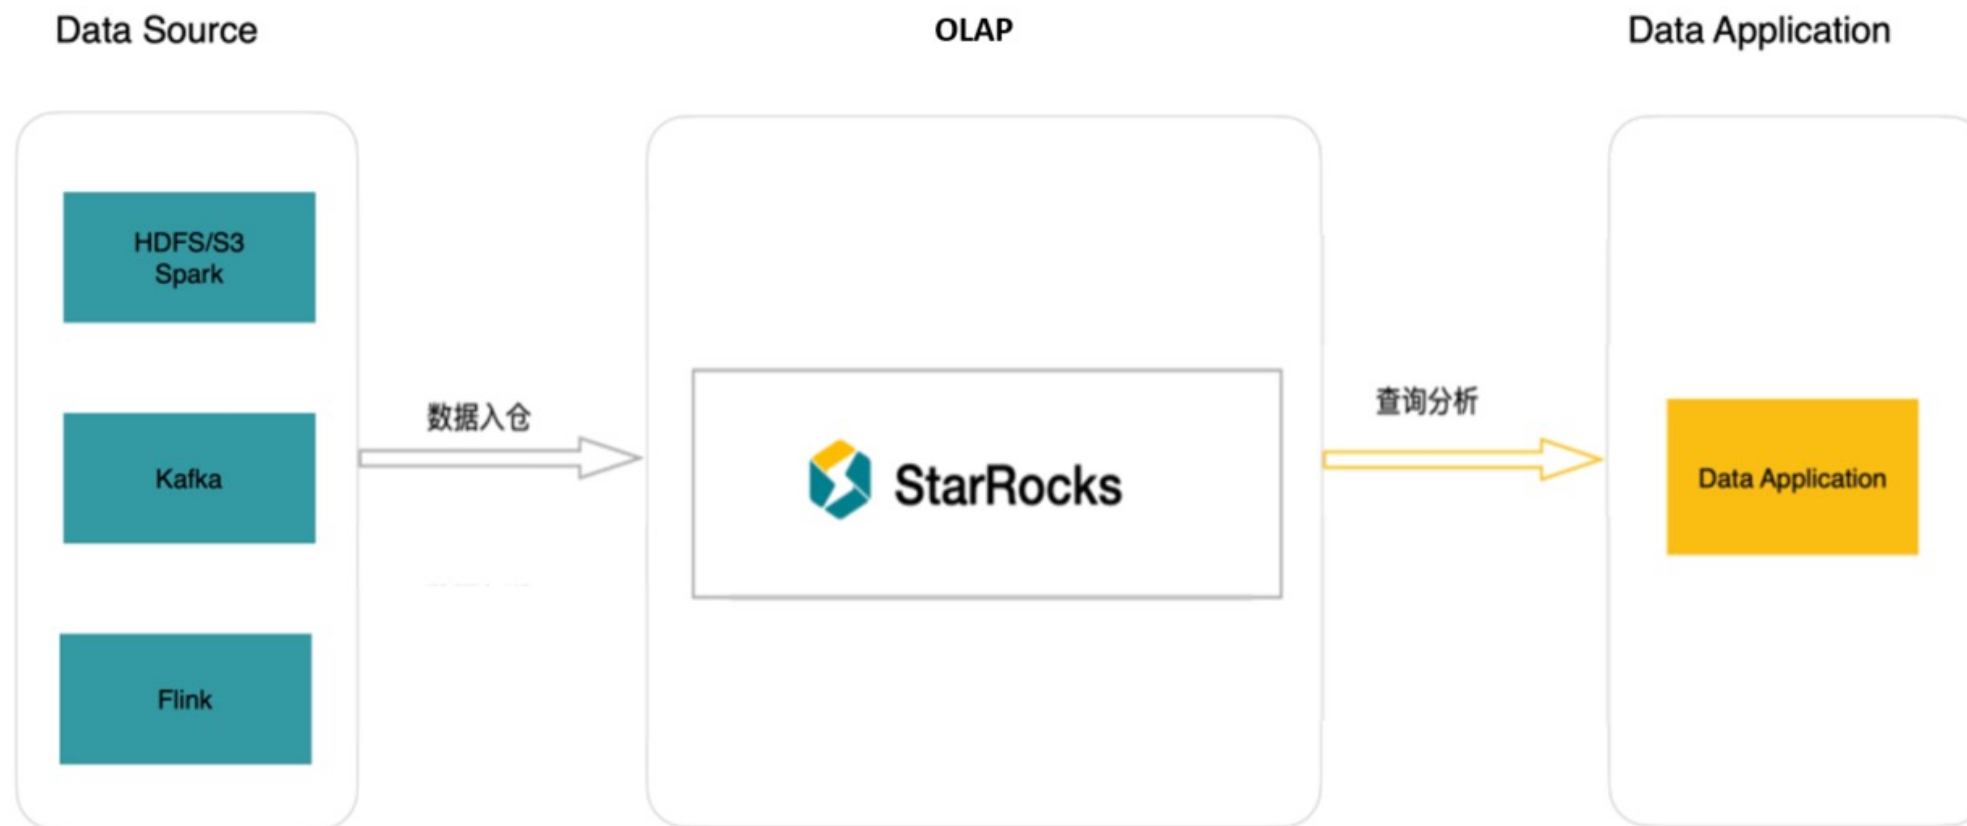 Data Source
OLAP
Data Application
HDFS/S3
Spark
Kafka
Flink
数据入仓
StarRocks
查询分析
Data Application